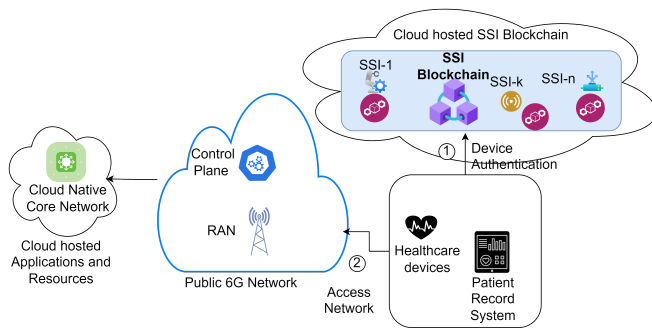 Cloud hosted SSI Blockchain
SSI
Blockchain
SSI-1
SSI-k
SSI-n
C
1
Device
Authentication
Control
Plane
Cloud Native
Core Network
RAN
Cloud hosted
Applications and
Resources
Public 6G Network
2
Access
Network
Healthcare
devices
Patient
Record
System